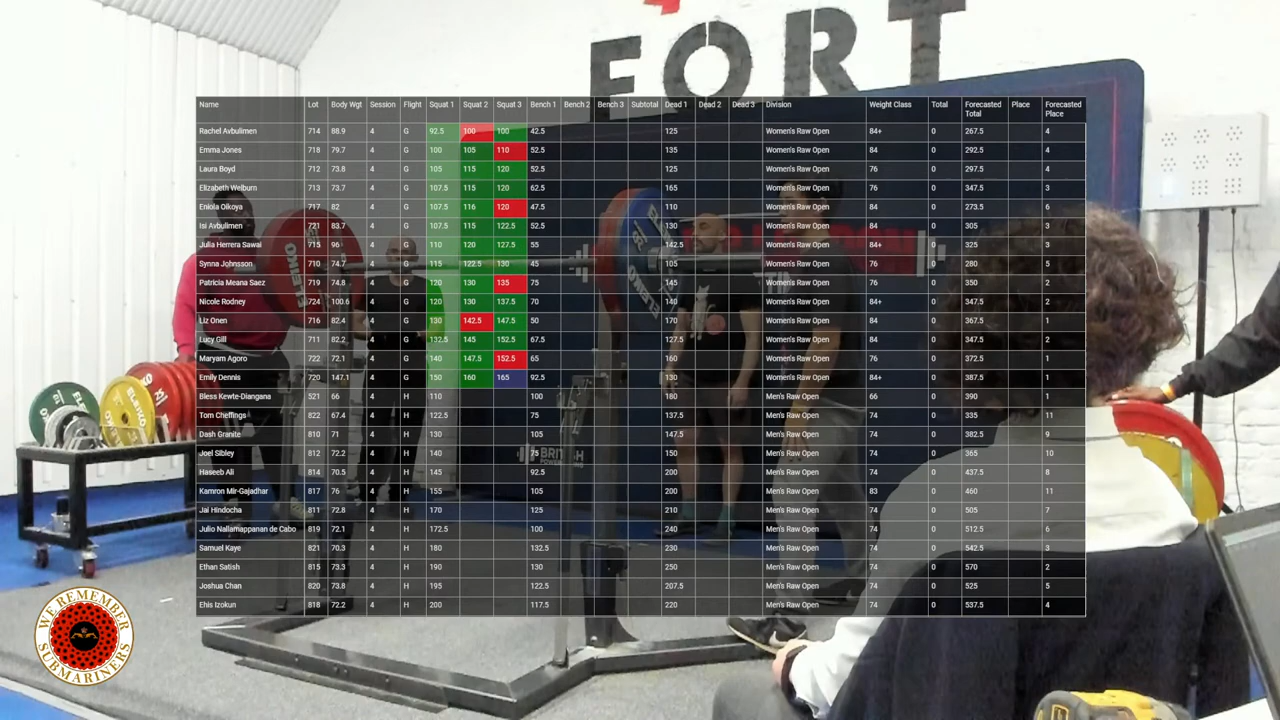 FORT
Name Lot Body Wgt Session Flight Squat 1 Squat 2 Squat 3 Bench 1 Bench 2 Bench 3 Subtotal Dead 1 Dead 2 Dead 3 Division Weight Class Total Forecasted Total Place Forecasted Place
Rachel Avbulimen 714 88.9 4 G 92.5 100 100 42.5 125 Women's Raw Open 84+ 0 267.5 4
Emma Jones 718 79.7 4 G 100 105 110 52.5 135 Women's Raw Open 84 0 292.5 4
Laura Boyd 712 73.8 4 G 105 115 120 52.5 125 Women's Raw Open 76 0 297.5 4
Elizabeth Welburn 713 73.7 4 G 107.5 115 120 62.5 165 Women's Raw Open 76 0 347.5 3
Eniola Oikoya 717 82 4 G 107.5 116 120 47.5 110 Women's Raw Open 84 0 273.5 6
Isi Avbulimen 721 83.7 4 G 107.5 115 122.5 52.5 130 Women's Raw Open 84 0 305 3
Julia Herrera Sawai 715 96 4 G 110 120 127.5 55 142.5 Women's Raw Open 84+ 0 325 3
Synna Johnsson 710 74.7 4 G 115 122.5 130 45 105 Women's Raw Open 76 0 280 5
Patricia Meana Saez 719 74.8 4 G 120 130 135 75 145 Women's Raw Open 76 0 350 2
Nicole Rodney 724 100.6 4 G 120 130 137.5 70 140 Women's Raw Open 84+ 0 347.5 2
Liz Onen 716 82.4 4 G 130 142.5 147.5 50 170 Women's Raw Open 84 0 367.5 1
Lucy Gill 711 82.2 4 G 132.5 145 152.5 67.5 127.5 Women's Raw Open 84 0 347.5 2
Maryam Agoro 722 72.1 4 G 140 147.5 152.5 65 160 Women's Raw Open 76 0 372.5 1
Emily Dennis 720 147.1 4 G 150 160 165 92.5 130 Women's Raw Open 84+ 0 387.5 1
Bless Kewte-Diangana 521 66 4 H 110 100 180 Men's Raw Open 66 0 390 1
Tom Cheffings 822 67.4 4 H 122.5 75 137.5 Men's Raw Open 74 0 335 11
Dash Granite 810 71 4 H 130 105 147.5 Men's Raw Open 74 0 382.5 9
Joel Sibley 812 72.2 4 H 140 75 150 Men's Raw Open 74 0 365 10
Haseeb Ali 814 70.5 4 H 145 92.5 200 Men's Raw Open 74 0 437.5 8
Kamron Mir-Gajadhar 817 76 4 H 155 105 200 Men's Raw Open 83 0 460 11
Jai Hindocha 811 72.8 4 H 170 125 210 Men's Raw Open 74 0 505 7
Julio Nallamappanan de Cabo 819 72.1 4 H 172.5 100 240 Men's Raw Open 74 0 512.5 6
Samuel Kaye 821 70.3 4 H 180 132.5 230 Men's Raw Open 74 0 542.5 3
Ethan Satish 815 73.3 4 H 190 130 250 Men's Raw Open 74 0 570 2
Joshua Chan 820 73.8 4 H 195 122.5 207.5 Men's Raw Open 74 0 525 5
Ehis Izokun 818 72.2 4 H 200 117.5 220 Men's Raw Open 74 0 537.5 4
BRITISH
ELEIKO
WE REMEMBER SUBMARINERS